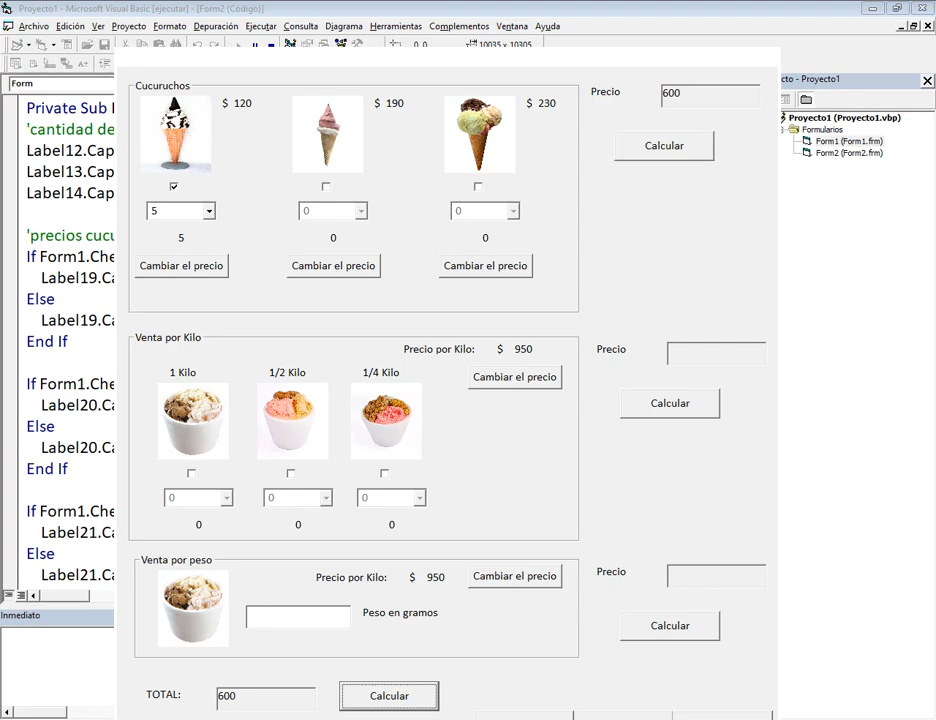 Proyecto1 - Microsoft Visual Basic [ejecutar] - [Form2 (Código)]
Archivo Edición Ver Proyecto Formato Depuración Ejecutar Consulta Diagrama Herramientas Complementos Ventana Ayuda
0, 0 10035 x 10305
Form
Private Sub
'cantidad de
Label12.Cap
Label13.Cap
Label14.Cap
'precios cucu
If Form1.Che
Label19.Ca
Else
Label19.Ca
End If
If Form1.Che
Label20.Ca
Else
Label20.Ca
End If
If Form1.Che
Label21.Ca
Else
Label21.Ca
Inmediato
Cucuruchos
$ 120 $ 190 $ 230
5 0 0
5 0 0
Cambiar el precio Cambiar el precio Cambiar el precio
Precio 600
Calcular
Venta por Kilo
Precio por Kilo: $ 950
1 Kilo 1/2 Kilo 1/4 Kilo
Cambiar el precio
0 0 0
0 0 0
Precio
Calcular
Venta por peso
Precio por Kilo: $ 950 Cambiar el precio
Peso en gramos
Precio
Calcular
TOTAL: 600 Calcular
cto - Proyecto1
Proyecto1 (Proyecto1.vbp)
Formularios
Form1 (Form1.frm)
Form2 (Form2.frm)